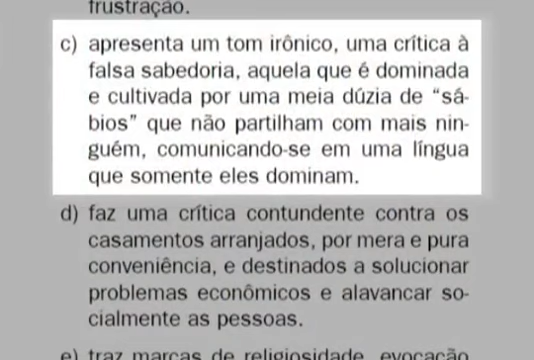 frustração.
c) apresenta um tom irônico, uma crítica à
falsa sabedoria, aquela que é dominada
e cultivada por uma meia dúzia de “sá-
bios” que não partilham com mais nin-
guém, comunicando-se em uma língua
que somente eles dominam.
d) faz uma crítica contundente contra os
casamentos arranjados, por mera e pura
conveniência, e destinados a solucionar
problemas econômicos e alavancar so-
cialmente as pessoas.
e) traz marcas de religiosidade, evocação